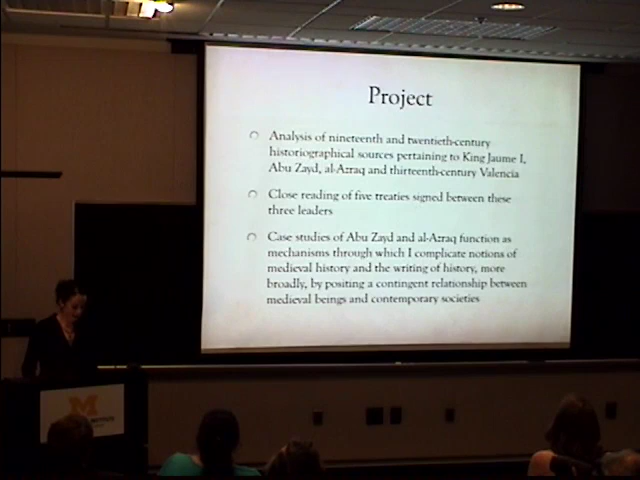 Project
Analysis of nineteenth and twentieth-century
historiographical sources pertaining to King Jaume I,
Abu Zayd, al-Azraq and thirteenth-century Valencia
Close reading of five treaties signed between these
three leaders
Case studies of Abu Zayd and al-Azraq function as
mechanisms through which I complicate notions of
medieval history and the writing of history, more
broadly, by positing a contingent relationship between
medieval beings and contemporary societies
M